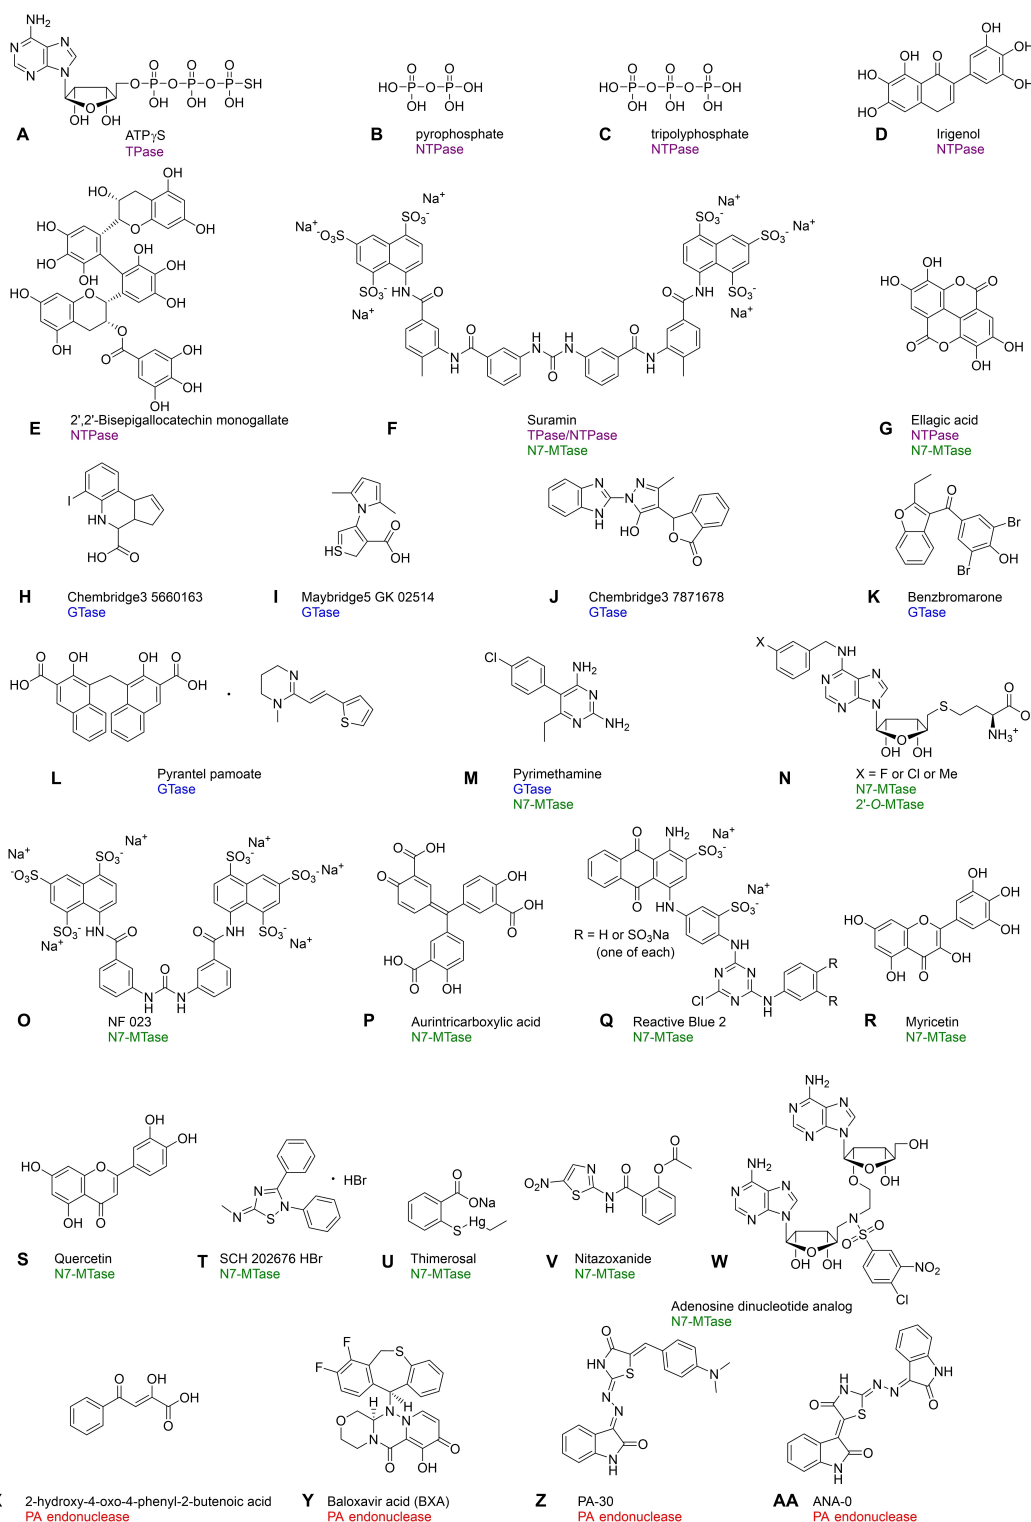 A
ATPγS
TPase
B
pyrophosphate
NTPase
C
tripolyphosphate
NTPase
D
Irigenol
NTPase
E
2',2'-Bisepigallocatechin monogallate
NTPase
F
Suramin
TPase/NTPase
N7-MTase
G
Ellagic acid
NTPase
N7-MTase
H
Chembridge3 5660163
GTase
I
Maybridge5 GK 02514
GTase
J
Chembridge3 7871678
GTase
K
Benzbromarone
GTase
L
Pyrantel pamoate
GTase
M
Pyrimethamine
GTase
N7-MTase
N
X = F or Cl or Me
N7-MTase
2'-O-MTase
O
NF 023
N7-MTase
P
Aurintricarboxylic acid
N7-MTase
R = H or SO3Na
(one of each)
Q
Reactive Blue 2
N7-MTase
R
Myricetin
N7-MTase
S
Quercetin
N7-MTase
· HBr
T
SCH 202676 HBr
N7-MTase
U
Thimerosal
N7-MTase
V
Nitazoxanide
N7-MTase
W
Adenosine dinucleotide analog
N7-MTase
2-hydroxy-4-oxo-4-phenyl-2-butenoic acid
PA endonuclease
Y
Baloxavir acid (BXA)
PA endonuclease
Z
PA-30
PA endonuclease
AA
ANA-0
PA endonuclease